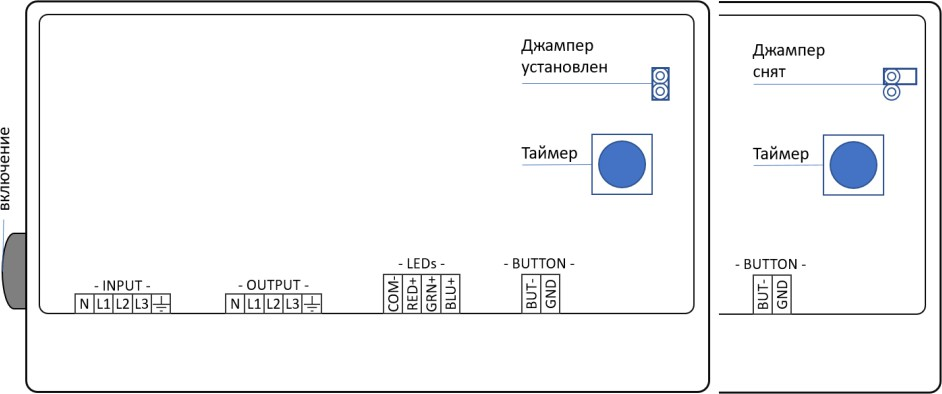 Джампер
установлен
Таймер
включение
- INPUT -
N L1 L2 L3
- OUTPUT -
N L1 L2 L3
- LEDs -
COM- RED+ GRN+ BLU+
- BUTTON -
BUT- GND
Джампер
снят
Таймер
- BUTTON -
BUT- GND